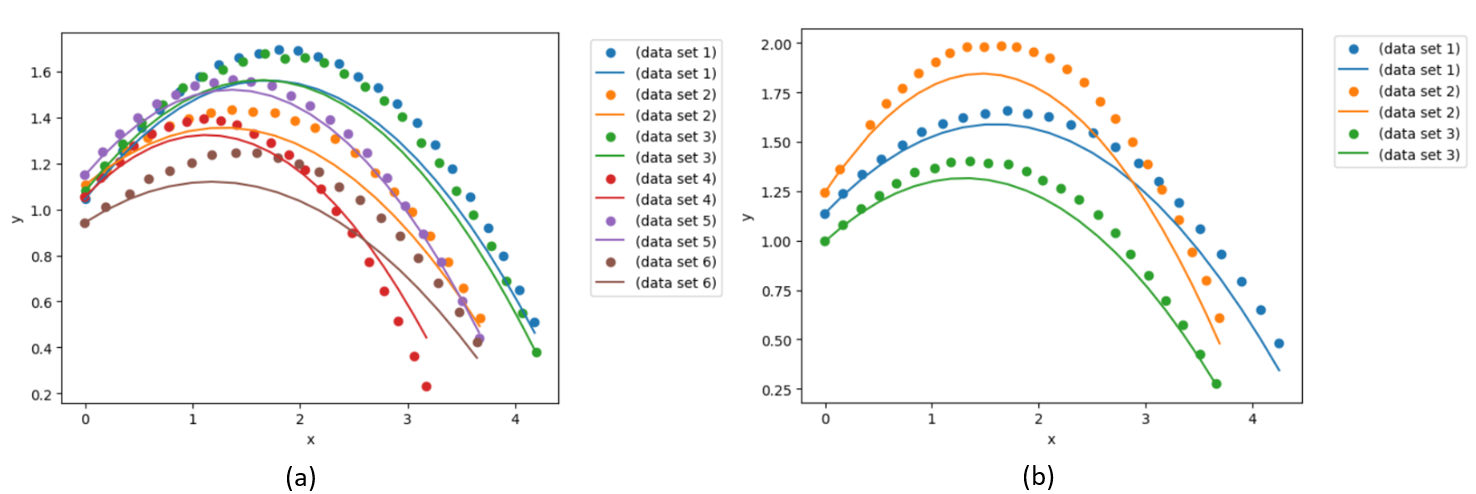 1.6
1.4
1.2
1.0
0.8
0.6
0.4
0.2
y
0 1 2 3 4
x
(data set 1)
(data set 1)
(data set 2)
(data set 2)
(data set 3)
(data set 3)
(data set 4)
(data set 4)
(data set 5)
(data set 5)
(data set 6)
(data set 6)
(a)
2.00
1.75
1.50
1.25
1.00
0.75
0.50
0.25
y
0 1 2 3 4
x
(data set 1)
(data set 1)
(data set 2)
(data set 2)
(data set 3)
(data set 3)
(b)